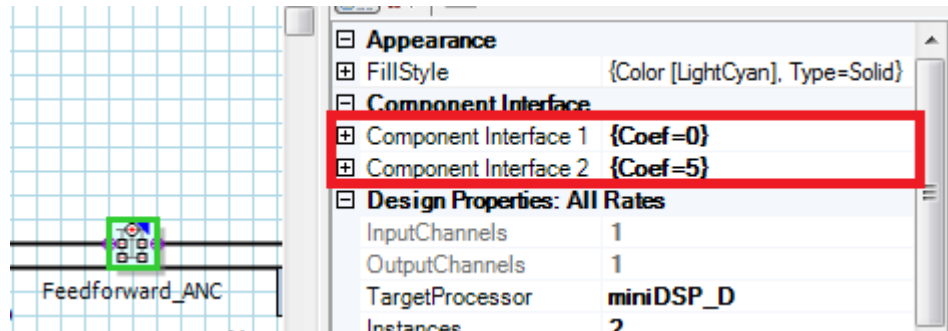 Appearance
FillStyle {Color [LightCyan], Type=Solid}
Component Interface
Component Interface 1 {Coef=0}
Component Interface 2 {Coef=5}
Design Properties: All Rates
InputChannels 1
OutputChannels 1
Feedforward_ANC
TargetProcessor miniDSP_D
Instances 2